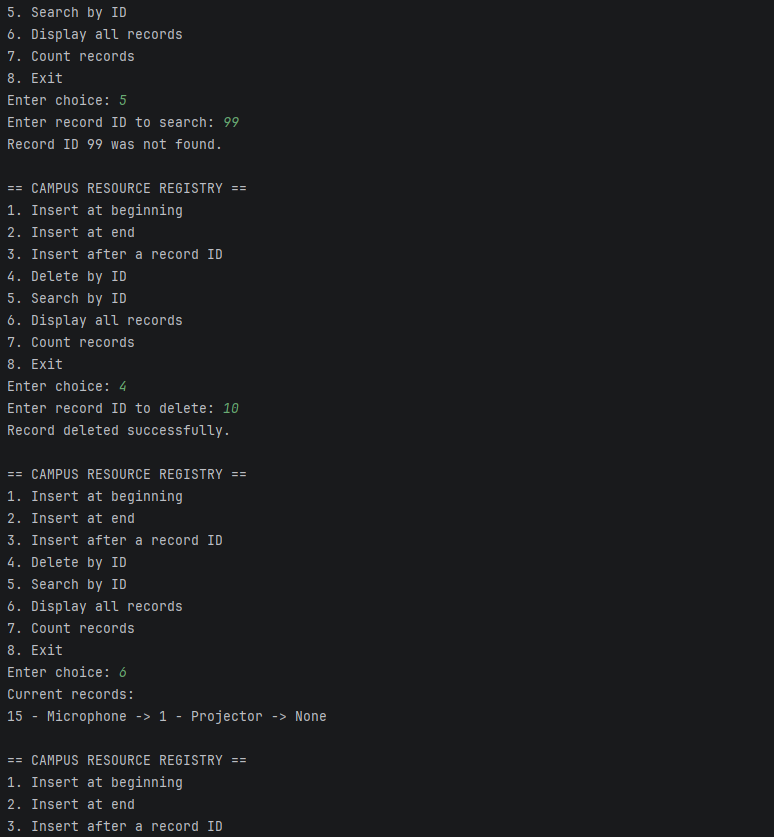 5. Search by ID
6. Display all records
7. Count records
8. Exit
Enter choice: 5
Enter record ID to search: 99
Record ID 99 was not found.
== CAMPUS RESOURCE REGISTRY ==
1. Insert at beginning
2. Insert at end
3. Insert after a record ID
4. Delete by ID
5. Search by ID
6. Display all records
7. Count records
8. Exit
Enter choice: 4
Enter record ID to delete: 10
Record deleted successfully.
== CAMPUS RESOURCE REGISTRY ==
1. Insert at beginning
2. Insert at end
3. Insert after a record ID
4. Delete by ID
5. Search by ID
6. Display all records
7. Count records
8. Exit
Enter choice: 6
Current records:
15 - Microphone -> 1 - Projector -> None
== CAMPUS RESOURCE REGISTRY ==
1. Insert at beginning
2. Insert at end
3. Insert after a record ID